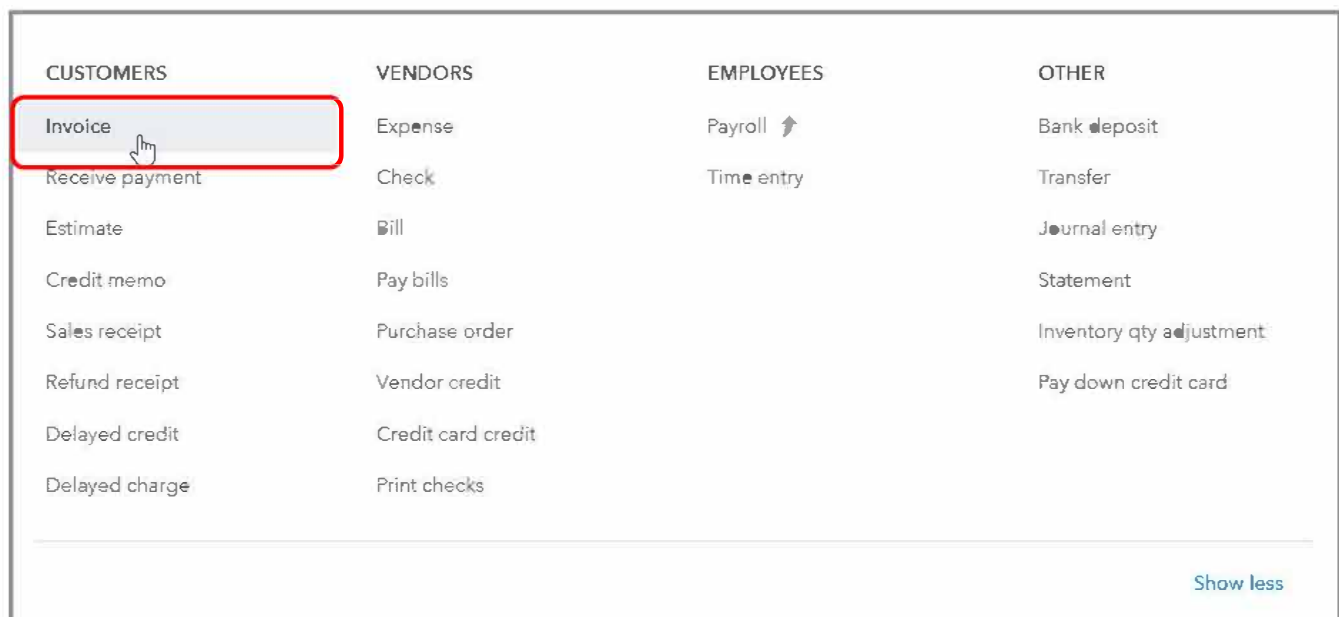 CUSTOMERS VENDORS EMPLOYEES OTHER
Invoice Expense Payroll Bank deposit
Receive payment Check Time entry Transfer
Estimate Bill Journal entry
Credit memo Pay bills Statement
Sales receipt Purchase order Inventory qty adjustment
Refund receipt Vendor credit Pay down credit card
Delayed credit Credit card credit
Delayed charge Print checks
Show less